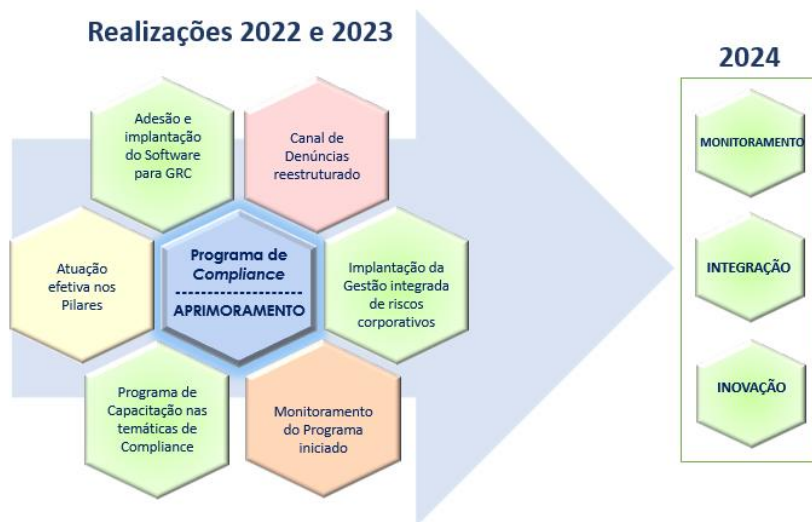 Realizações 2022 e 2023
2024
Adesão e
implantação
do Software
para GRC
Canal de
Denúncias
reestruturado
Atuação
efetiva nos
Pilares
Programa de
Compliance
APRIMORAMENTO
Implantação da
Gestão integrada
de riscos
corporativos
Programa de
Capacitação nas
temáticas de
Compliance
Monitoramento
do Programa
iniciado
MONITORAMENTO
INTEGRAÇÃO
INOVAÇÃO